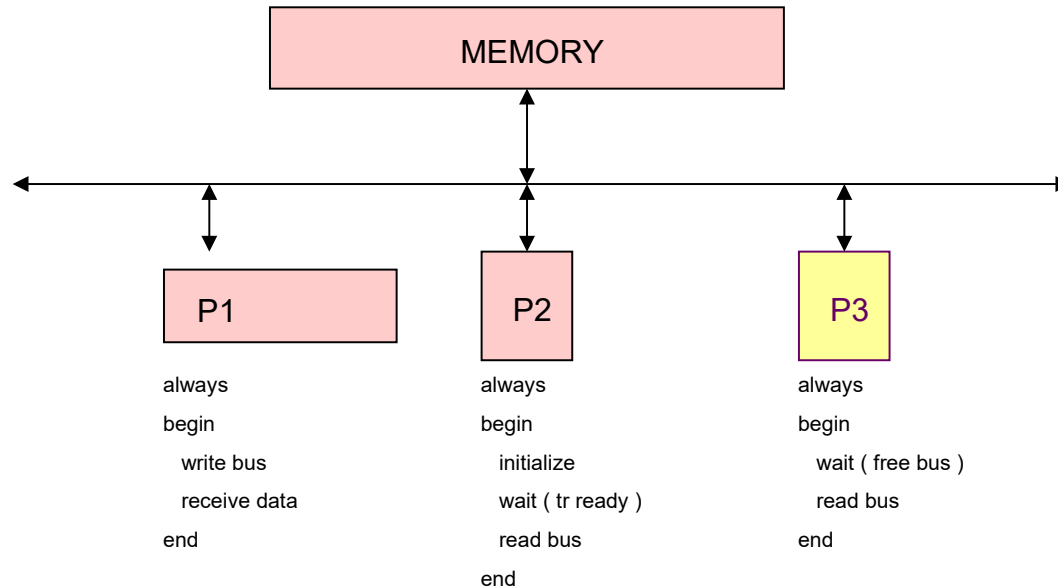 MEMORY
P1
P2
P3
always
begin
write bus
receive data
end
always
begin
initialize
wait ( tr ready )
read bus
end
always
begin
wait ( free bus )
read bus
end